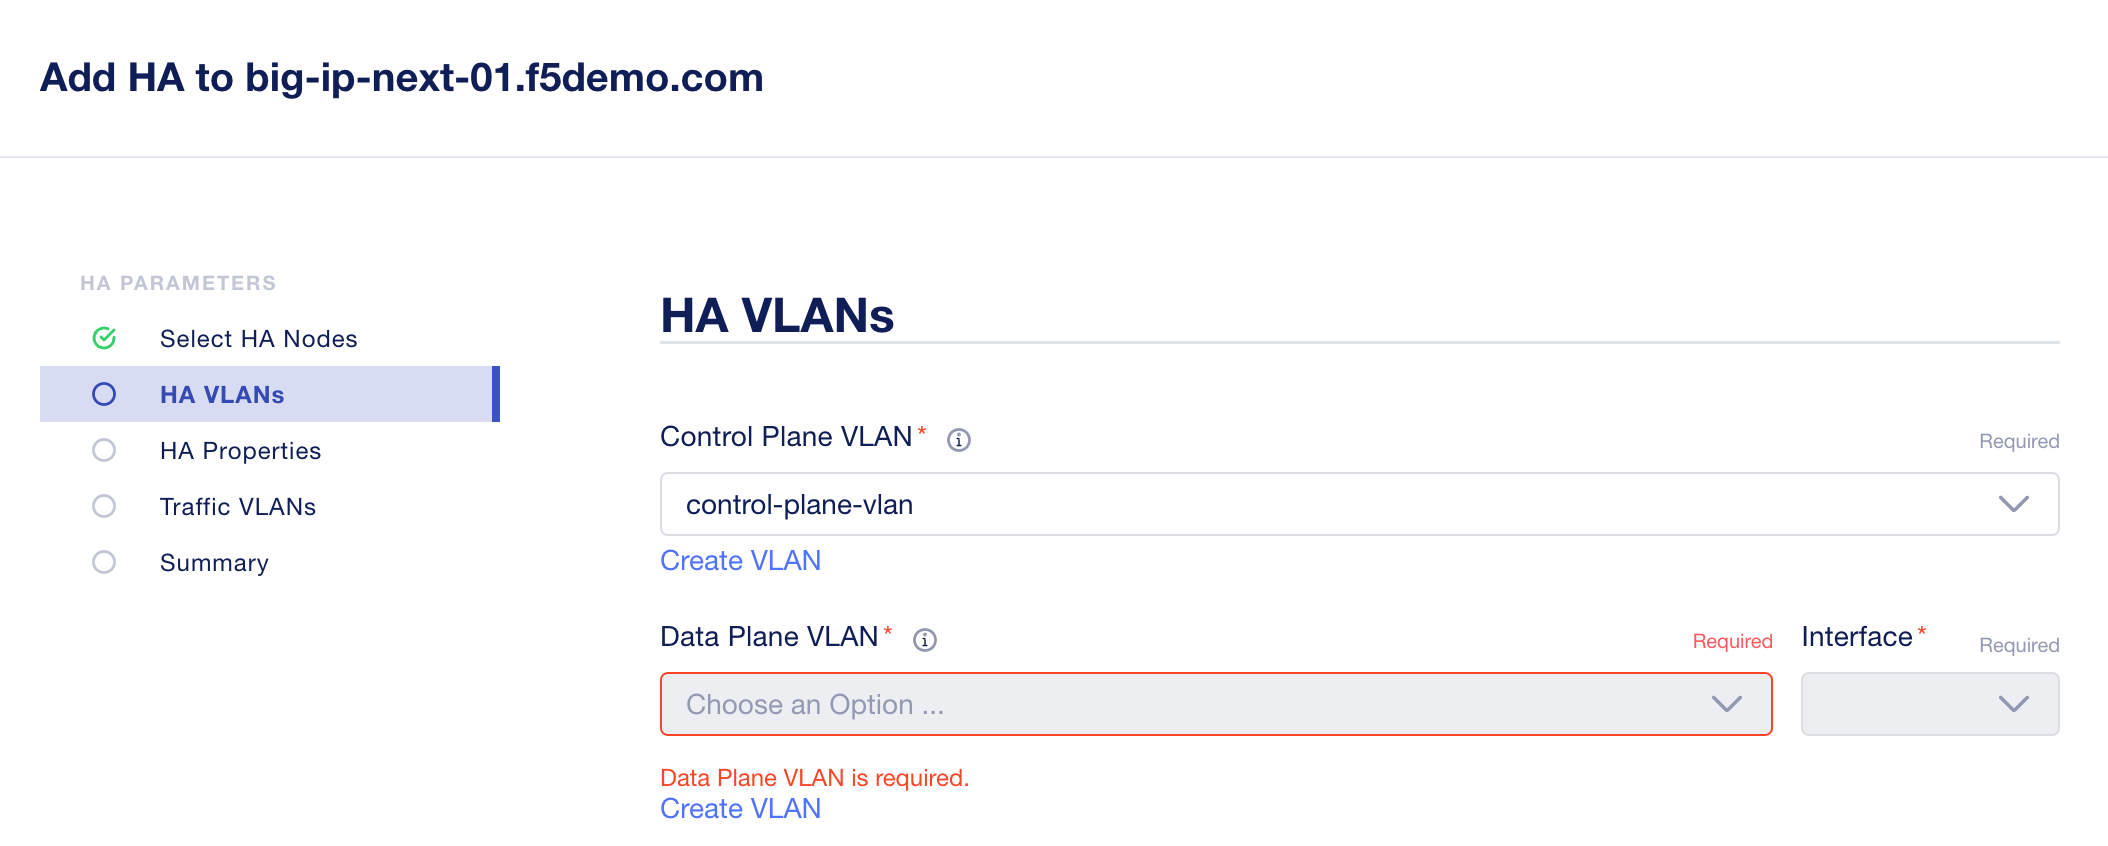 Add HA to big-ip-next-01.f5demo.com
HA PARAMETERS
Select HA Nodes
HA VLANs
HA Properties
Traffic VLANs
Summary
HA VLANs
Control Plane VLAN* Required
control-plane-vlan
Create VLAN
Data Plane VLAN* Required Interface* Required
Choose an Option ...
Data Plane VLAN is required.
Create VLAN